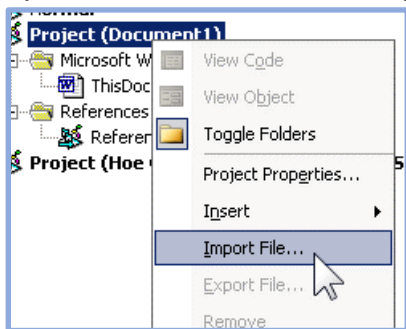 Project (Document1)
Microsoft W
ThisDoc
References
Referen
Project (Hoe
5
View Code
View Object
Toggle Folders
Project Properties...
Insert
Import File...
Export File...
Remove